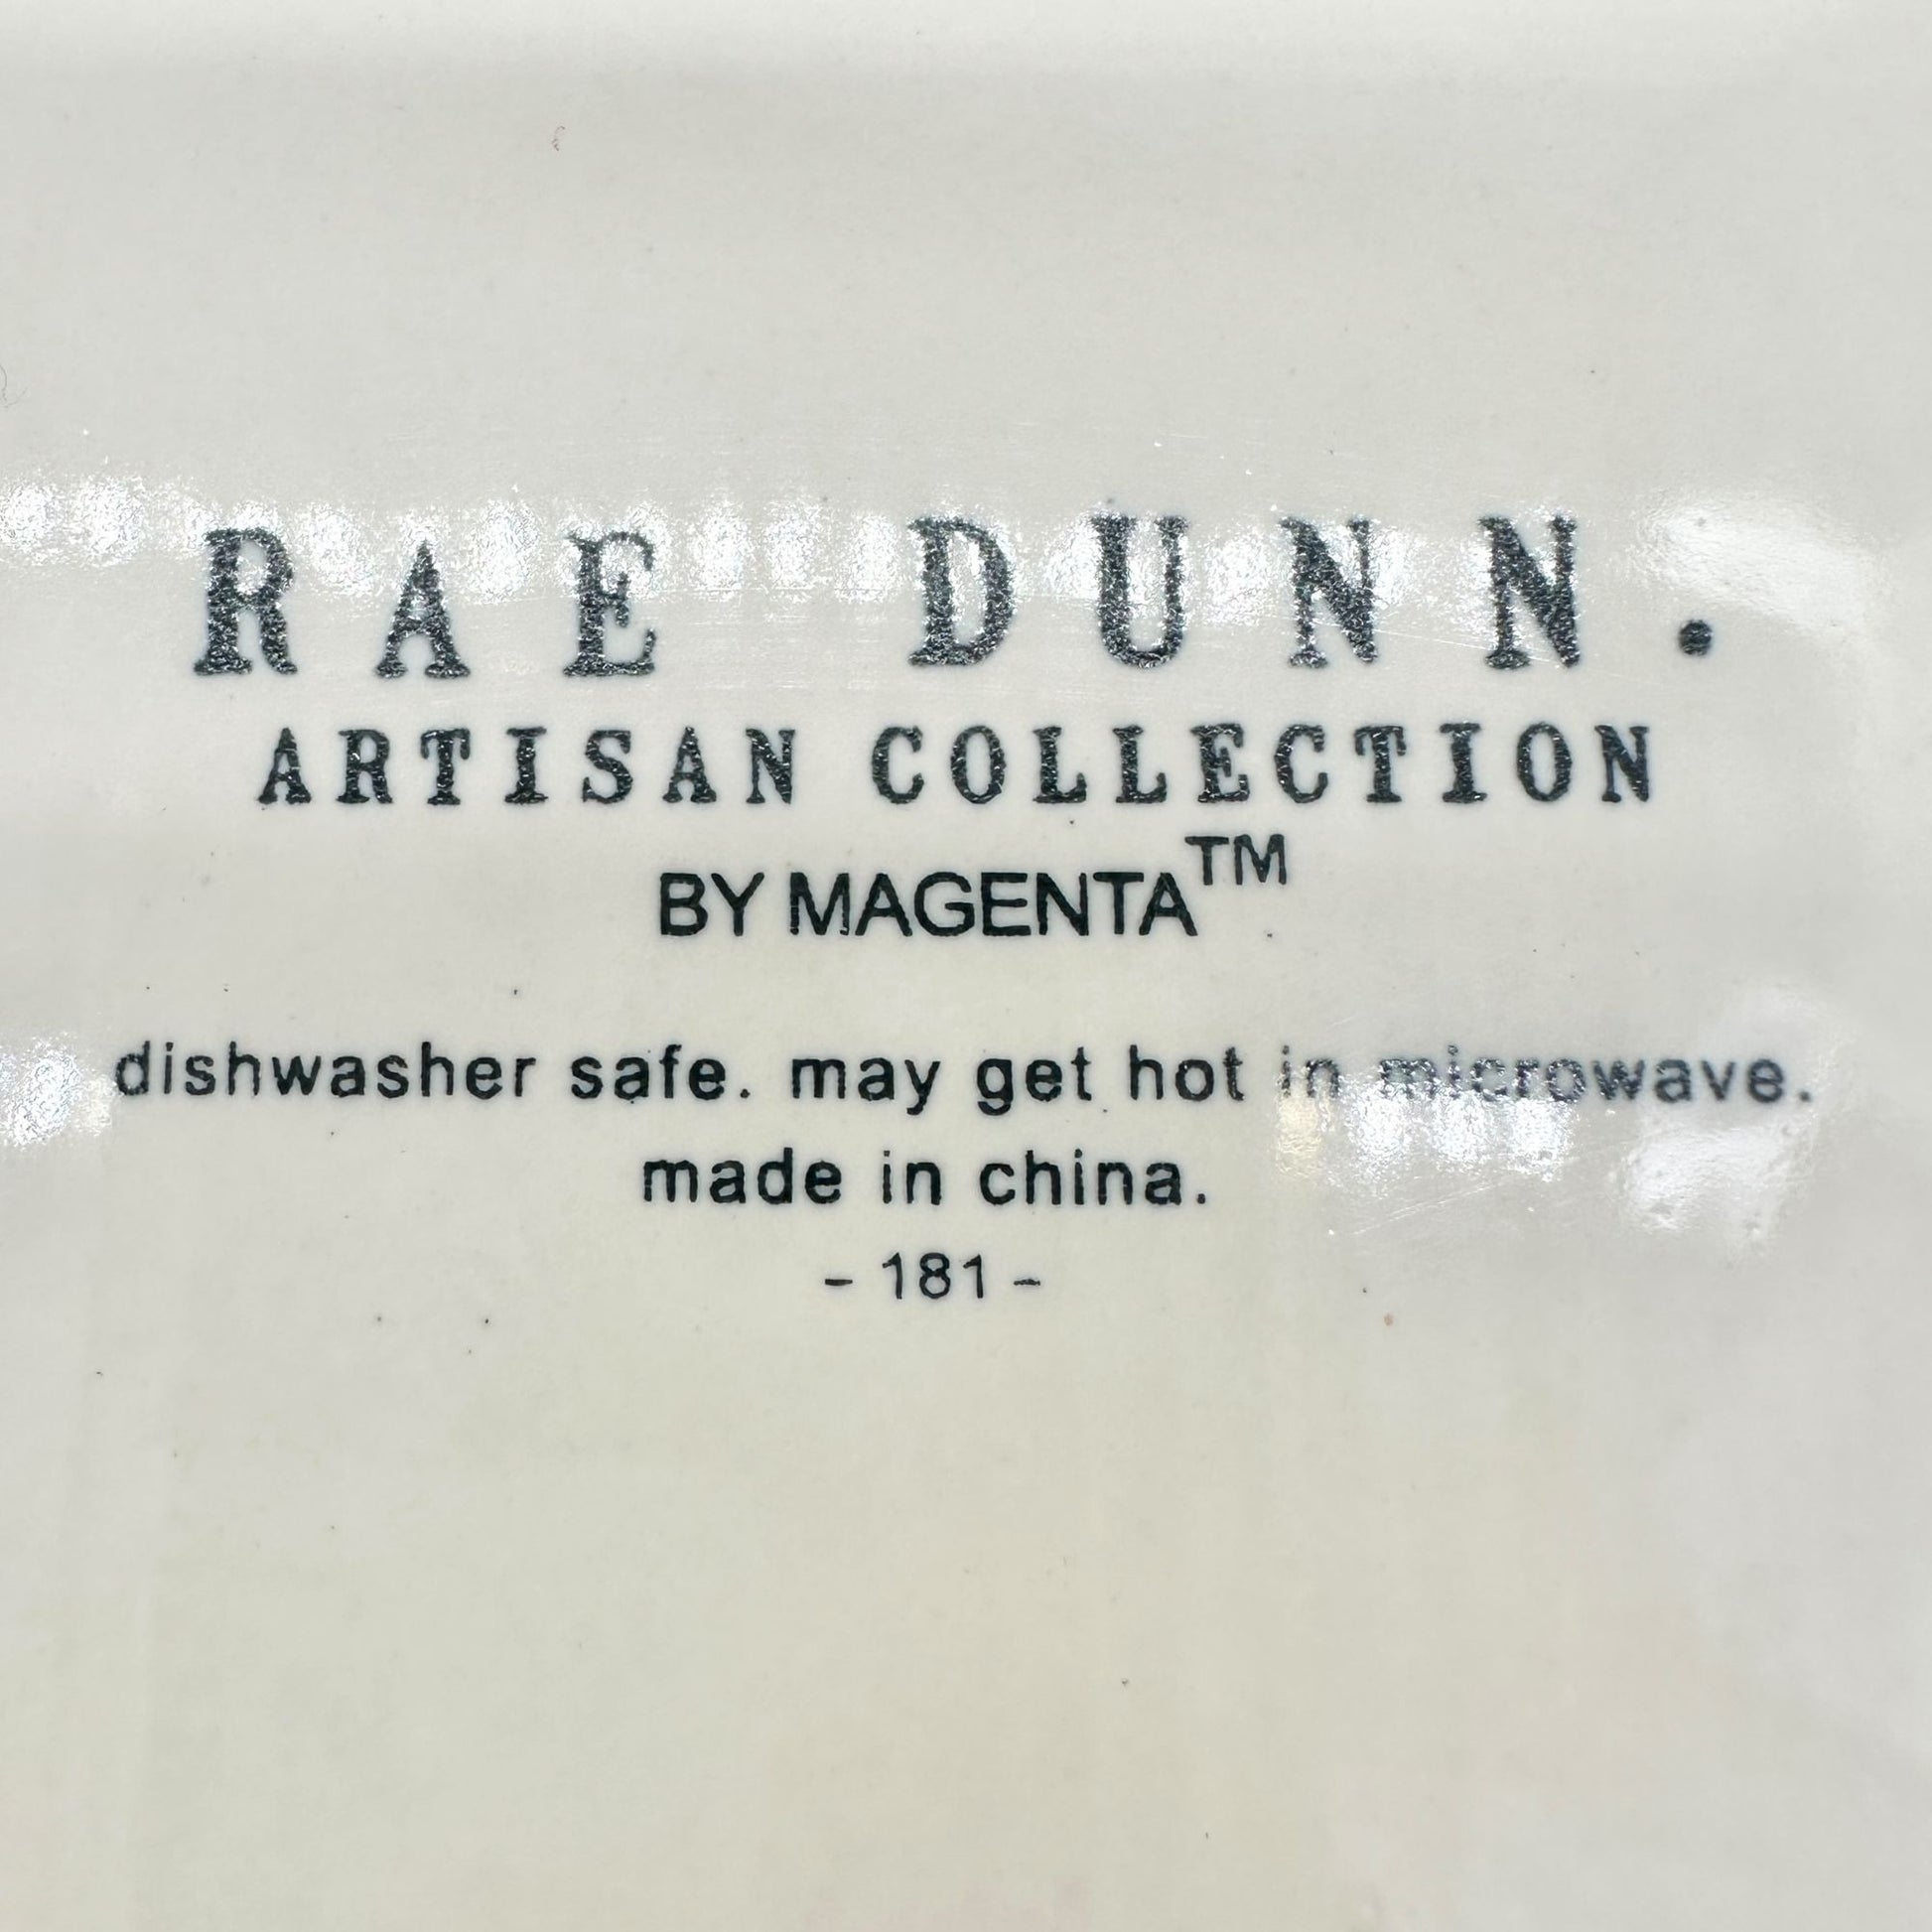 RAE DUNN.
ARTISAN COLLECTION
BY MAGENTA™
dishwasher safe. may get hot in microwave.
made in china.
- 181 -